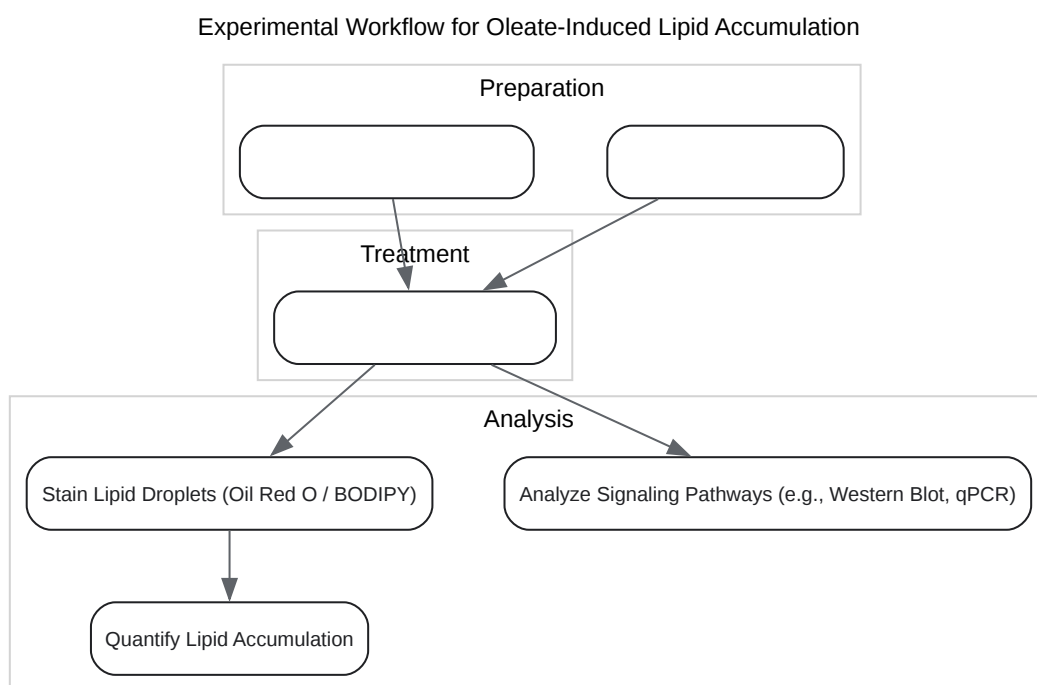 Experimental Workflow for Oleate-Induced Lipid Accumulation
Preparation
Treatment
Analysis
Stain Lipid Droplets (Oil Red O / BODIPY)
Analyze Signaling Pathways (e.g., Western Blot, qPCR)
Quantify Lipid Accumulation